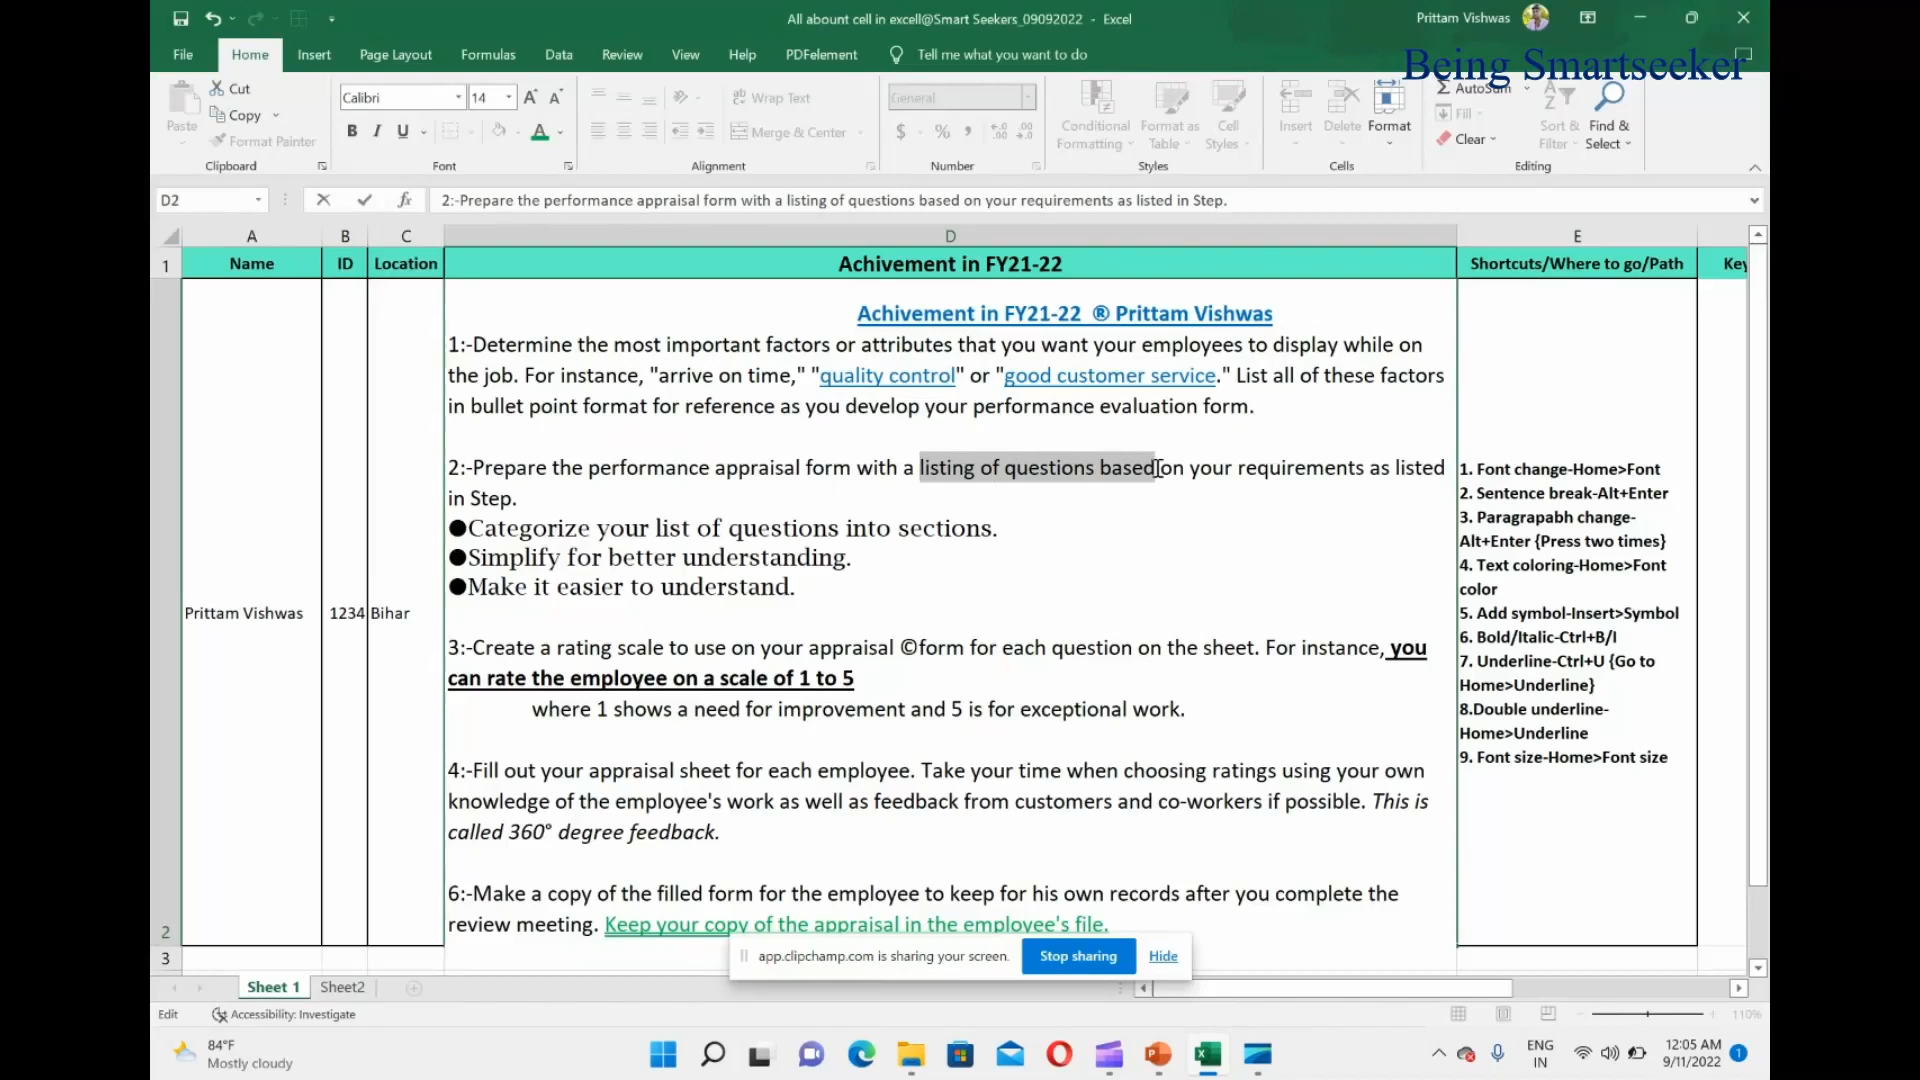 All abount cell in excell@Smart Seekers_09092022 - Excel
Prittam Vishwas
File Home Insert Page Layout Formulas Data Review View Help PDFelement Tell me what you want to do
Being Smartseeker
Paste
Cut
Copy
Format Painter
Clipboard
Calibri 14
B I U
Font
Wrap Text
Merge & Center
Alignment
General
$ %
Number
Conditional Formatting
Format as Table
Cell Styles
Styles
Insert Delete Format
Cells
AutoSum
Fill
Clear
Sort & Filter
Find & Select
Editing
D2
fx 2:-Prepare the performance appraisal form with a listing of questions based on your requirements as listed in Step.
A B C D E
1 Name ID Location Achivement in FY21-22 Shortcuts/Where to go/Path Key
Achivement in FY21-22 ® Prittam Vishwas
1:-Determine the most important factors or attributes that you want your employees to display while on
the job. For instance, "arrive on time," "quality control" or "good customer service." List all of these factors
in bullet point format for reference as you develop your performance evaluation form.
2:-Prepare the performance appraisal form with a listing of questions based on your requirements as listed
in Step.
●Categorize your list of questions into sections.
●Simplify for better understanding.
●Make it easier to understand.
Prittam Vishwas 1234 Bihar
3:-Create a rating scale to use on your appraisal ©form for each question on the sheet. For instance, you
can rate the employee on a scale of 1 to 5
where 1 shows a need for improvement and 5 is for exceptional work.
4:-Fill out your appraisal sheet for each employee. Take your time when choosing ratings using your own
knowledge of the employee's work as well as feedback from customers and co-workers if possible. This is
called 360° degree feedback.
6:-Make a copy of the filled form for the employee to keep for his own records after you complete the
review meeting. Keep your copy of the appraisal in the employee's file.
1. Font change-Home>Font
2. Sentence break-Alt+Enter
3. Paragrapabh change-
Alt+Enter {Press two times}
4. Text coloring-Home>Font
color
5. Add symbol-Insert>Symbol
6. Bold/Italic-Ctrl+B/I
7. Underline-Ctrl+U {Go to
Home>Underline}
8.Double underline-
Home>Underline
9. Font size-Home>Font size
2
3
app.clipchamp.com is sharing your screen. Stop sharing Hide
Sheet 1 Sheet2
Edit Accessibility: Investigate
110%
84°F
Mostly cloudy
ENG
IN
12:05 AM
9/11/2022
1